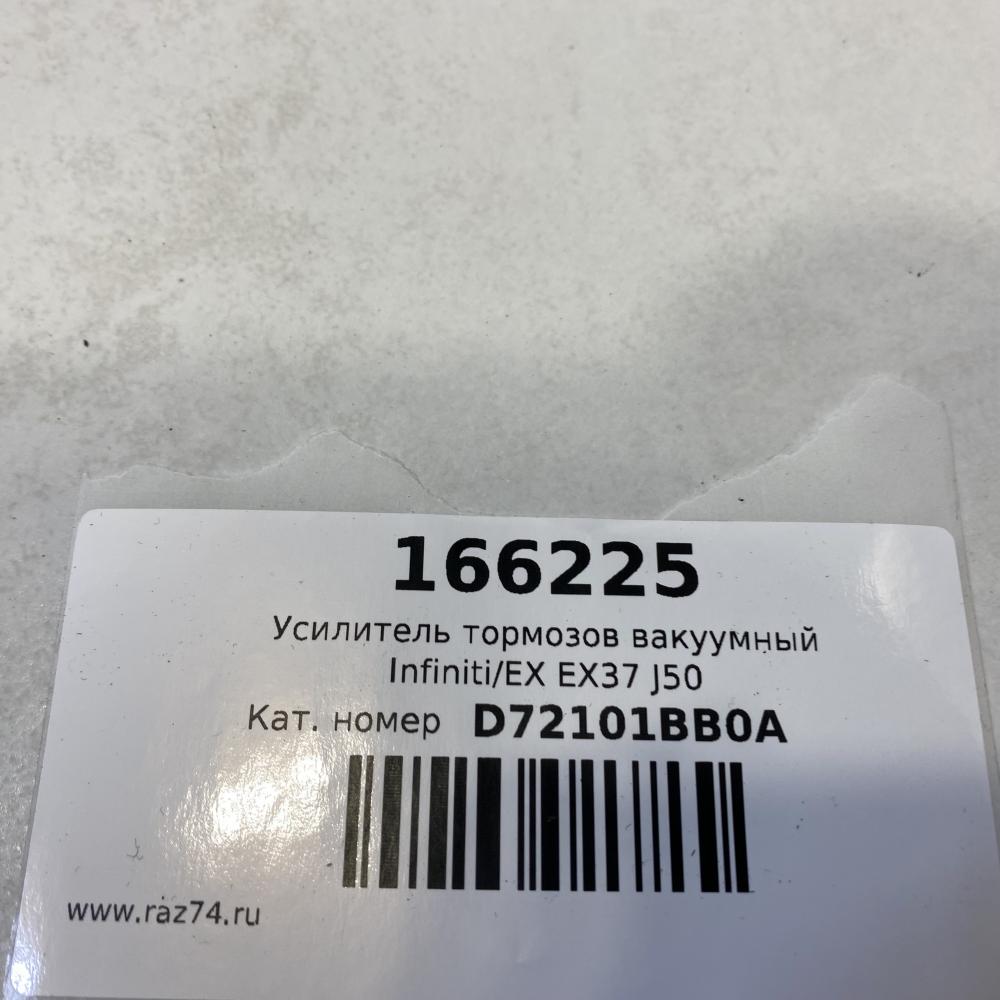 166225
Усилитель тормозов вакуумный
Infiniti/EX EX37 J50
Кат. номер D72101BB0A
www.raz74.ru